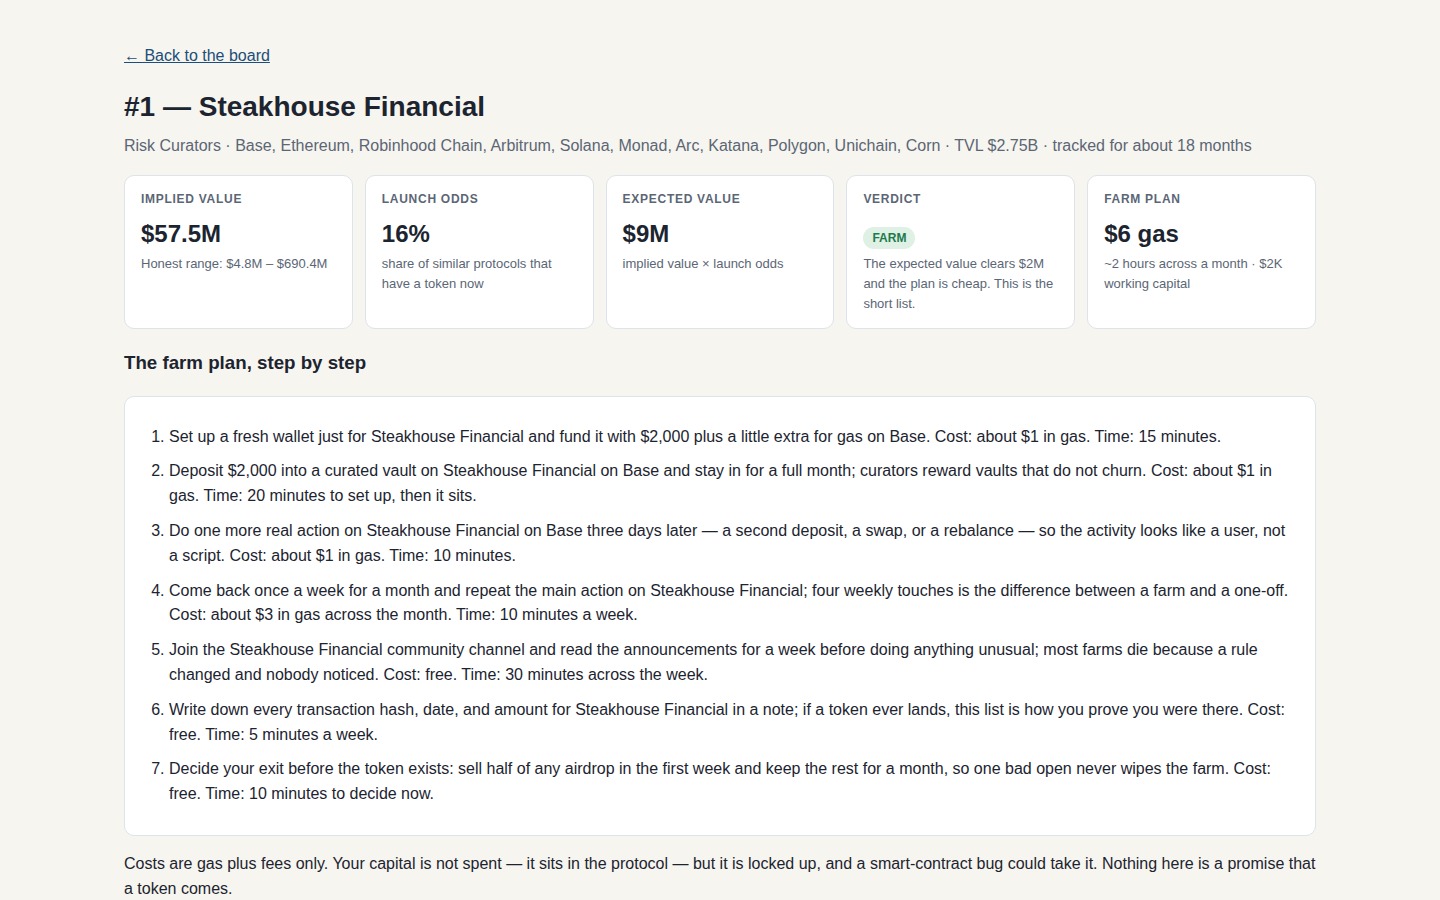 ← Back to the board
#1 — Steakhouse Financial
Risk Curators · Base, Ethereum, Robinhood Chain, Arbitrum, Solana, Monad, Arc, Katana, Polygon, Unichain, Corn · TVL $2.75B · tracked for about 18 months
IMPLIED VALUE
$57.5M
Honest range: $4.8M – $690.4M
LAUNCH ODDS
16%
share of similar protocols that
have a token now
EXPECTED VALUE
$9M
implied value × launch odds
VERDICT
FARM
The expected value clears $2M
and the plan is cheap. This is the
short list.
FARM PLAN
$6 gas
~2 hours across a month · $2K
working capital
The farm plan, step by step
1. Set up a fresh wallet just for Steakhouse Financial and fund it with $2,000 plus a little extra for gas on Base. Cost: about $1 in gas. Time: 15 minutes.
2. Deposit $2,000 into a curated vault on Steakhouse Financial on Base and stay in for a full month; curators reward vaults that do not churn. Cost: about $1 in
gas. Time: 20 minutes to set up, then it sits.
3. Do one more real action on Steakhouse Financial on Base three days later — a second deposit, a swap, or a rebalance — so the activity looks like a user, not
a script. Cost: about $1 in gas. Time: 10 minutes.
4. Come back once a week for a month and repeat the main action on Steakhouse Financial; four weekly touches is the difference between a farm and a one-off.
Cost: about $3 in gas across the month. Time: 10 minutes a week.
5. Join the Steakhouse Financial community channel and read the announcements for a week before doing anything unusual; most farms die because a rule
changed and nobody noticed. Cost: free. Time: 30 minutes across the week.
6. Write down every transaction hash, date, and amount for Steakhouse Financial in a note; if a token ever lands, this list is how you prove you were there. Cost:
free. Time: 5 minutes a week.
7. Decide your exit before the token exists: sell half of any airdrop in the first week and keep the rest for a month, so one bad open never wipes the farm. Cost:
free. Time: 10 minutes to decide now.
Costs are gas plus fees only. Your capital is not spent — it sits in the protocol — but it is locked up, and a smart-contract bug could take it. Nothing here is a promise that
a token comes.